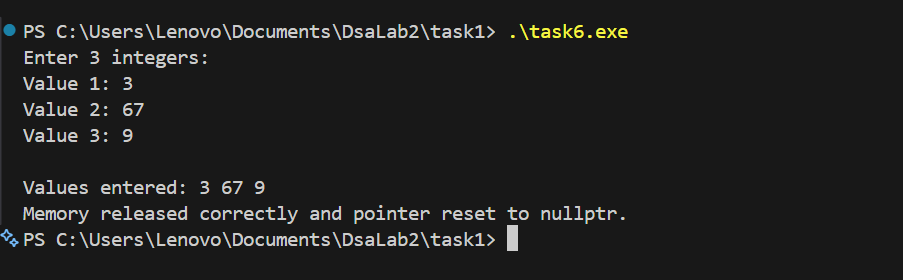 PS C:\Users\Lenovo\Documents\DsaLab2\task1> .\task6.exe
Enter 3 integers:
Value 1: 3
Value 2: 67
Value 3: 9
Values entered: 3 67 9
Memory released correctly and pointer reset to nullptr.
PS C:\Users\Lenovo\Documents\DsaLab2\task1>